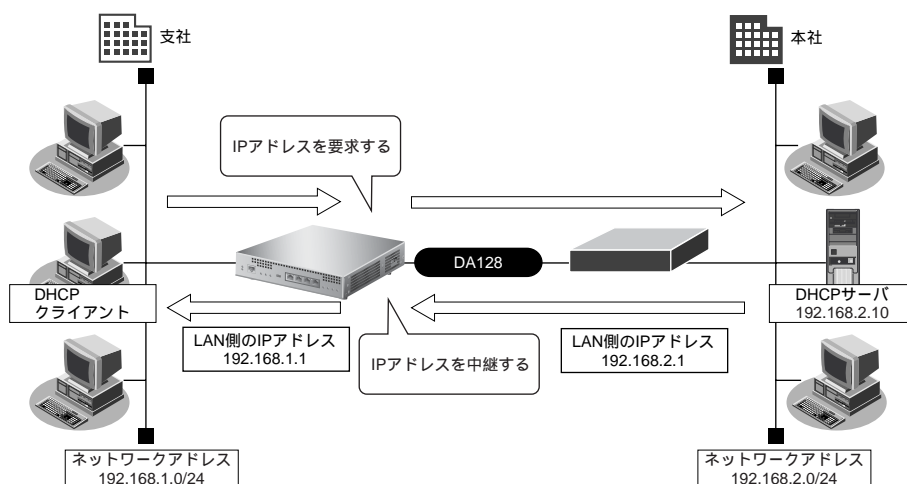 支社
本社
IPアドレスを要求する
DA128
DHCP
クライアント
DHCPサーバ
192.168.2.10
LAN側のIPアドレス
192.168.1.1
IPアドレスを中継する
LAN側のIPアドレス
192.168.2.1
ネットワークアドレス
192.168.1.0/24
ネットワークアドレス
192.168.2.0/24